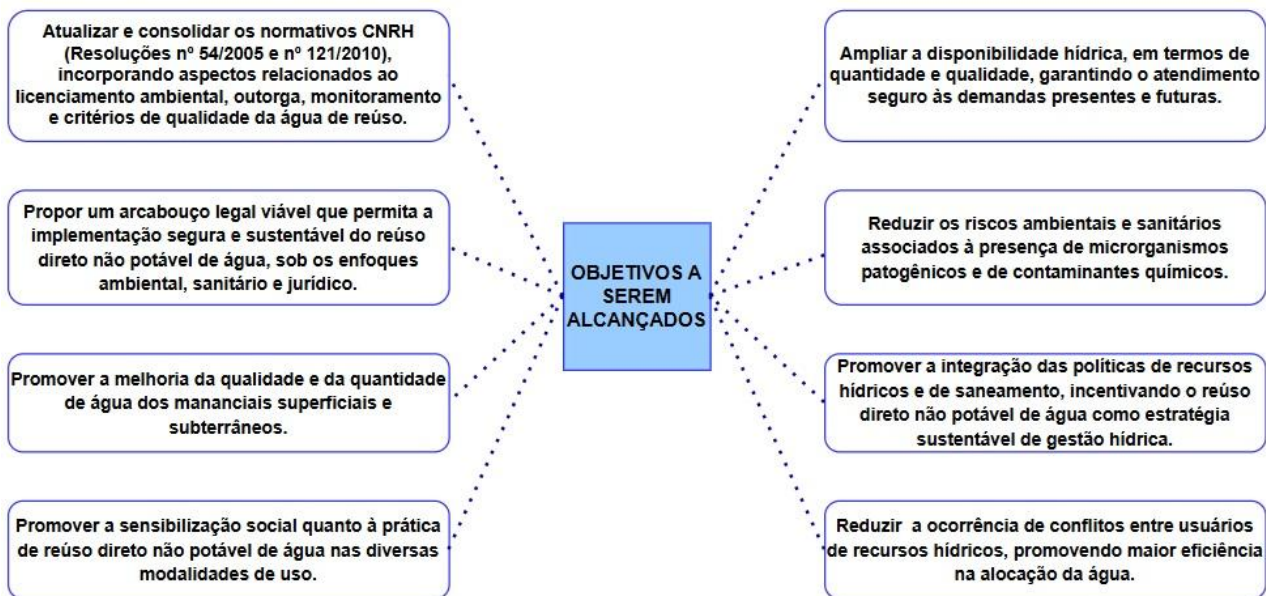 Atualizar e consolidar os normativos CNRH
(Resoluções nº 54/2005 e nº 121/2010),
incorporando aspectos relacionados ao
licenciamento ambiental, outorga, monitoramento
e critérios de qualidade da água de reúso.
Propor um arcabouço legal viável que permita a
implementação segura e sustentável do reúso
direto não potável de água, sob os enfoques
ambiental, sanitário e jurídico.
Promover a melhoria da qualidade e da quantidade
de água dos mananciais superficiais e
subterrâneos.
Promover a sensibilização social quanto à prática
de reúso direto não potável de água nas diversas
modalidades de uso.
OBJETIVOS A
SEREM
ALCANÇADOS
Ampliar a disponibilidade hídrica, em termos de
quantidade e qualidade, garantindo o atendimento
seguro às demandas presentes e futuras.
Reduzir os riscos ambientais e sanitários
associados à presença de microrganismos
patogênicos e de contaminantes químicos.
Promover a integração das políticas de recursos
hídricos e de saneamento, incentivando o reúso
direto não potável de água como estratégia
sustentável de gestão hídrica.
Reduzir a ocorrência de conflitos entre usuários
de recursos hídricos, promovendo maior eficiência
na alocação da água.